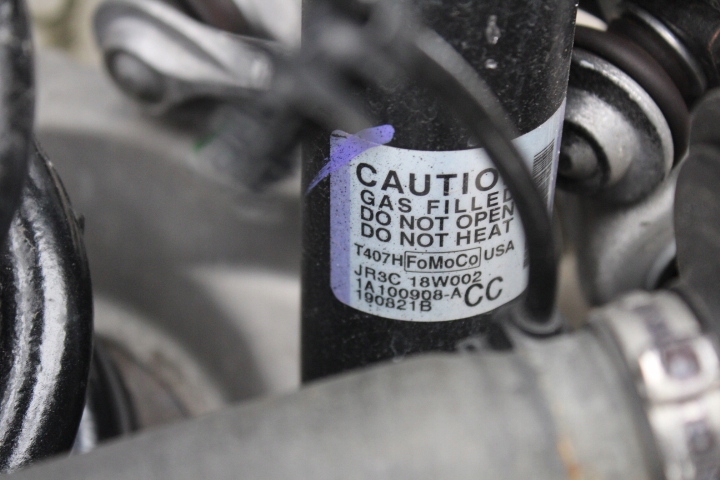 CAUTIO
GAS FILLED
DO NOT OPEN
DO NOT HEAT
T407H FoMoCo USA
JR3C 18W002
1A100908-A CC
190821B